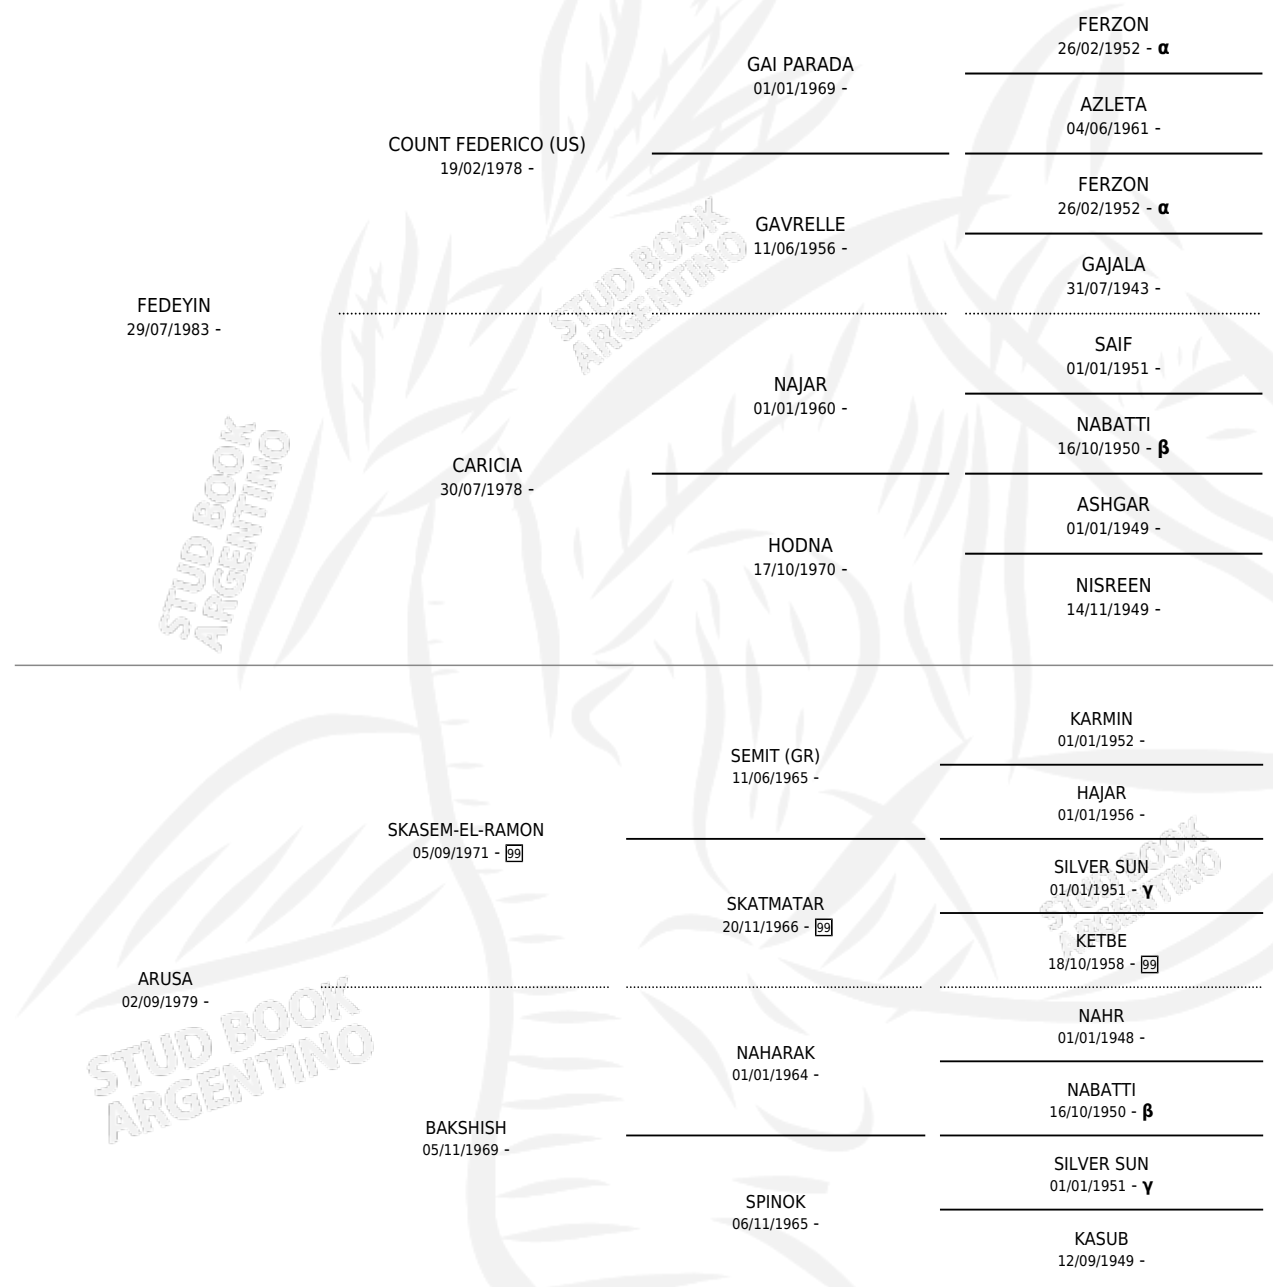 FERZON
26/02/1952 - α
GAI PARADA
01/01/1969 -
AZLETA
04/06/1961 -
COUNT FEDERICO (US)
19/02/1978 -
FERZON
26/02/1952 - α
GAVRELLE
11/06/1956 -
GAJALA
31/07/1943 -
FEDEYIN
29/07/1983 -
SAIF
01/01/1951 -
NAJAR
01/01/1960 -
NABATTI
16/10/1950 - β
CARICIA
30/07/1978 -
ASHGAR
01/01/1949 -
HODNA
17/10/1970 -
NISREEN
14/11/1949 -
KARMIN
01/01/1952 -
SEMIT (GR)
11/06/1965 -
HAJAR
01/01/1956 -
SKASEM-EL-RAMON
05/09/1971 - 99
SILVER SUN
01/01/1951 - γ
SKATMATAR
20/11/1966 - 99
KETBE
18/10/1958 - 99
ARUSA
02/09/1979 -
NAHR
01/01/1948 -
NAHARAK
01/01/1964 -
NABATTI
16/10/1950 - β
BAKSHISH
05/11/1969 -
SILVER SUN
01/01/1951 - γ
SPINOK
06/11/1965 -
KASUB
12/09/1949 -
STUD BOOK
ARGENTINO
STUD BOOK
ARGENTINO
STUD BOOK
ARGENTINO
STUD BOOK
ARGENTINO